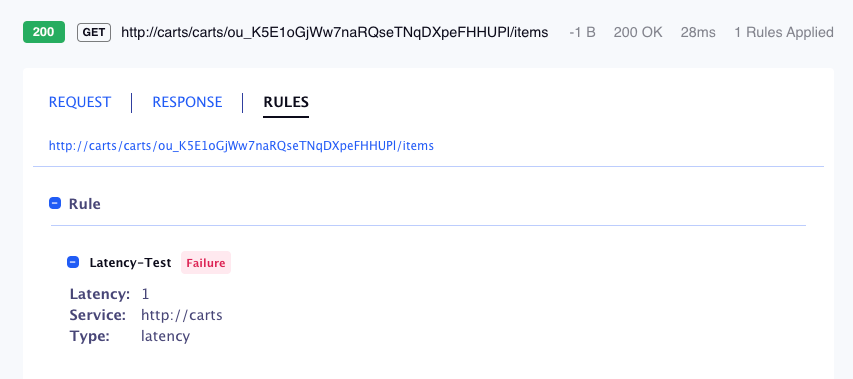 200 GET http://carts/carts/ou_K5E1oGjWw7naRQseTNqDXpeFHHUPl/items -1 B 200 OK 28ms 1 Rules Applied
REQUEST RESPONSE RULES
http://carts/carts/ou_K5E1oGjWw7naRQseTNqDXpeFHHUPl/items
Rule
Latency-Test Failure
Latency: 1
Service: http://carts
Type: latency